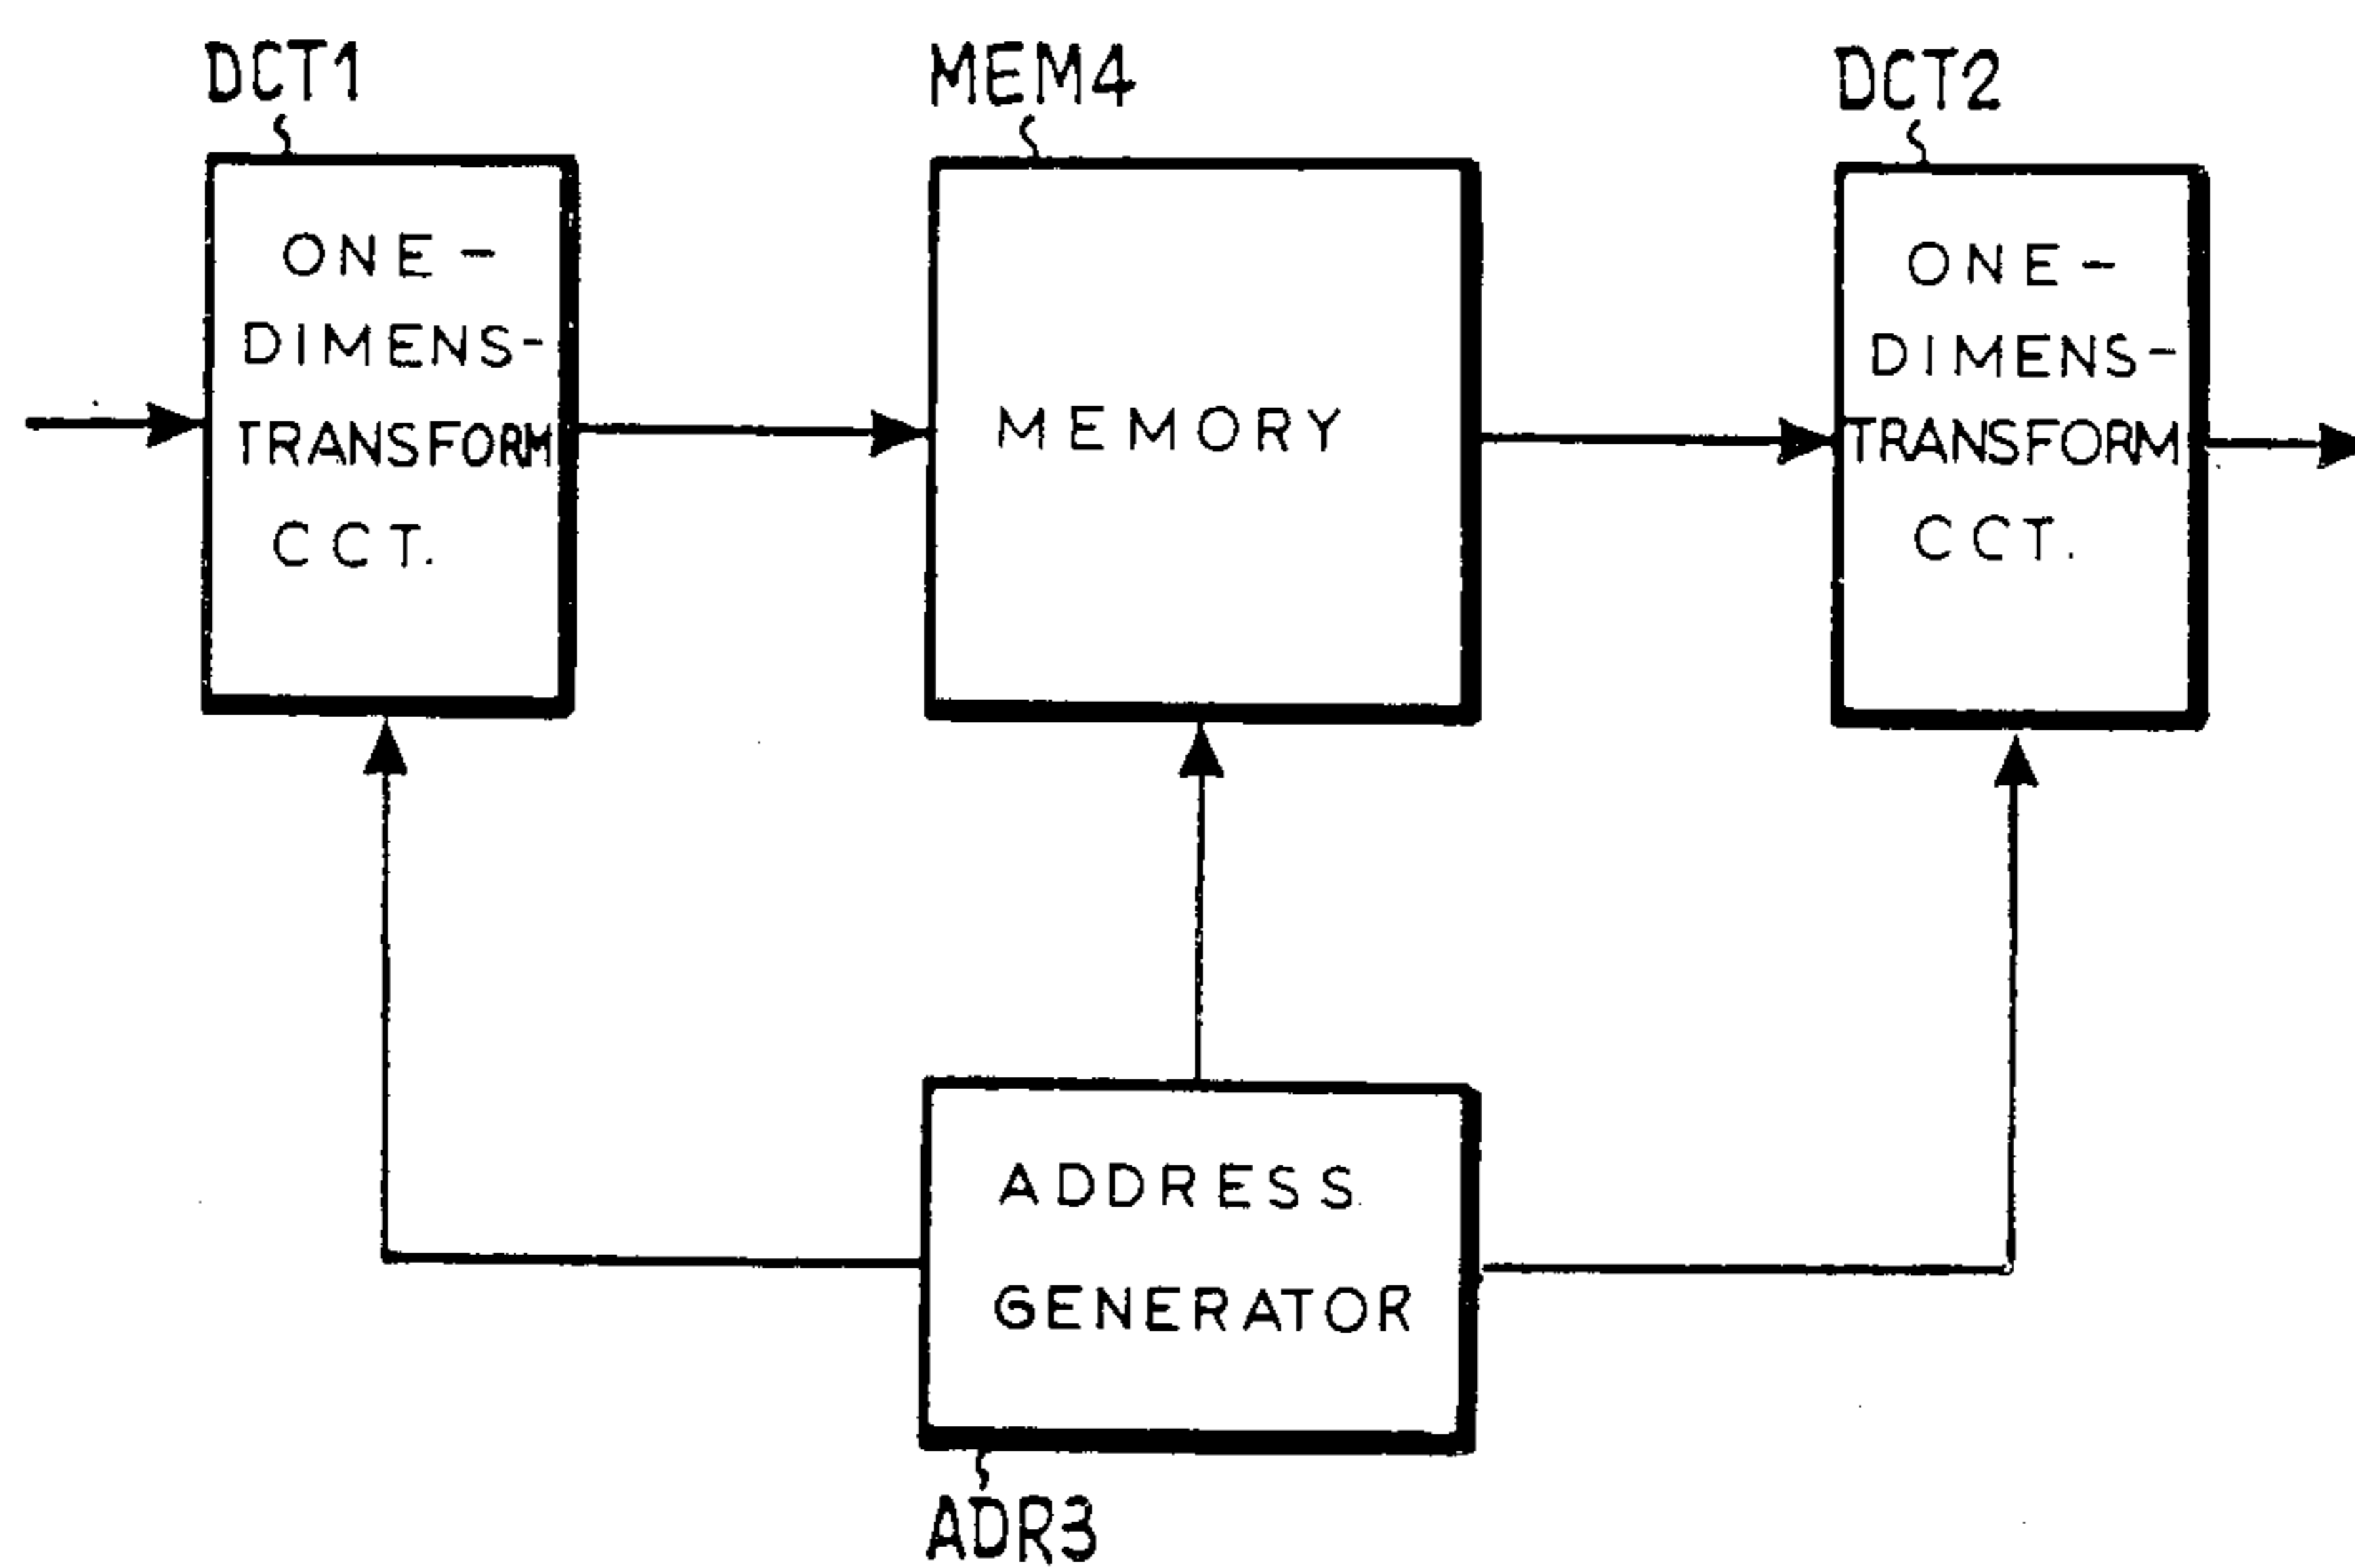 DCT1
MEM4
DCT2
ONE-
DIMENS-
TRANSFORM
CCT.
MEMORY
ONE-
DIMENS-
TRANSFORM
CCT.
ADDRESS
GENERATOR
ADR3